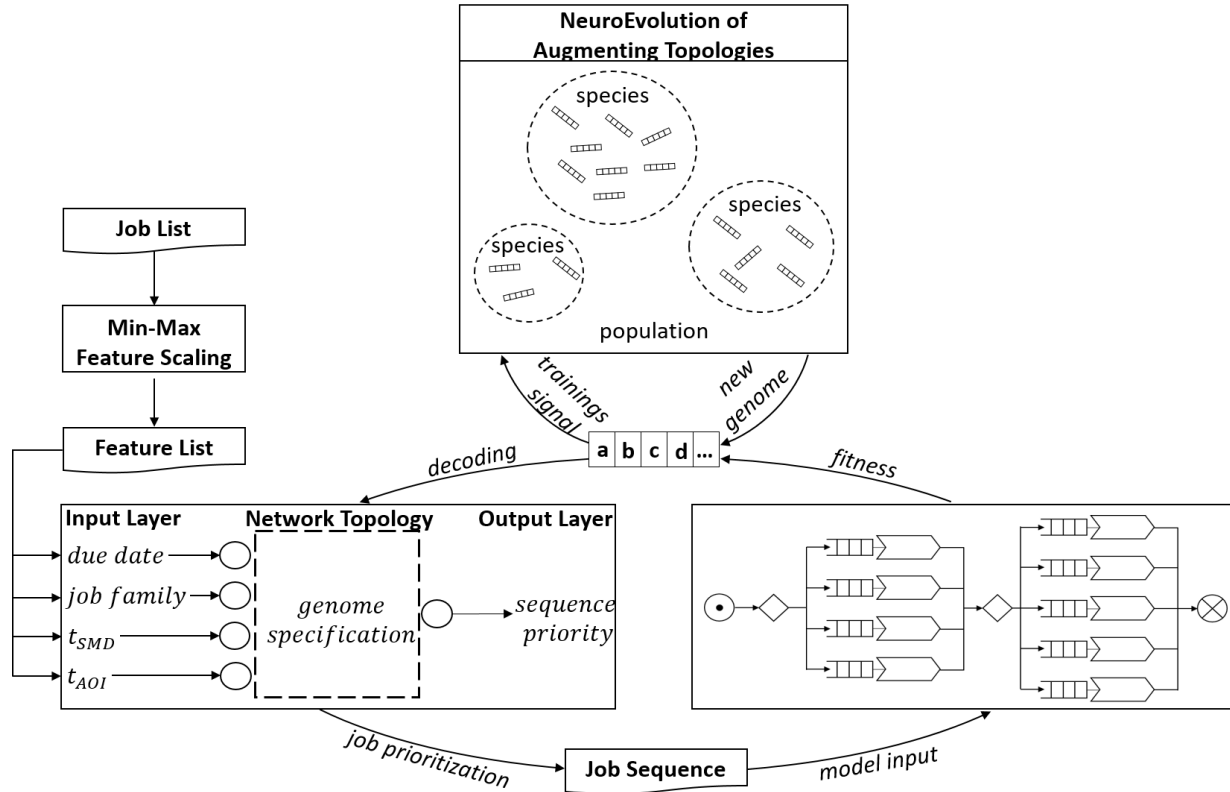 NeuroEvolution of
Augmenting Topologies
species
species
species
population
Job List
Min-Max
Feature Scaling
Feature List
trainings
signal
new
genome
a b c d ...
decoding
fitness
Input Layer Network Topology Output Layer
due date
job family
t_SMD
t_AOI
genome
specification
sequence
priority
job prioritization
Job Sequence
model input